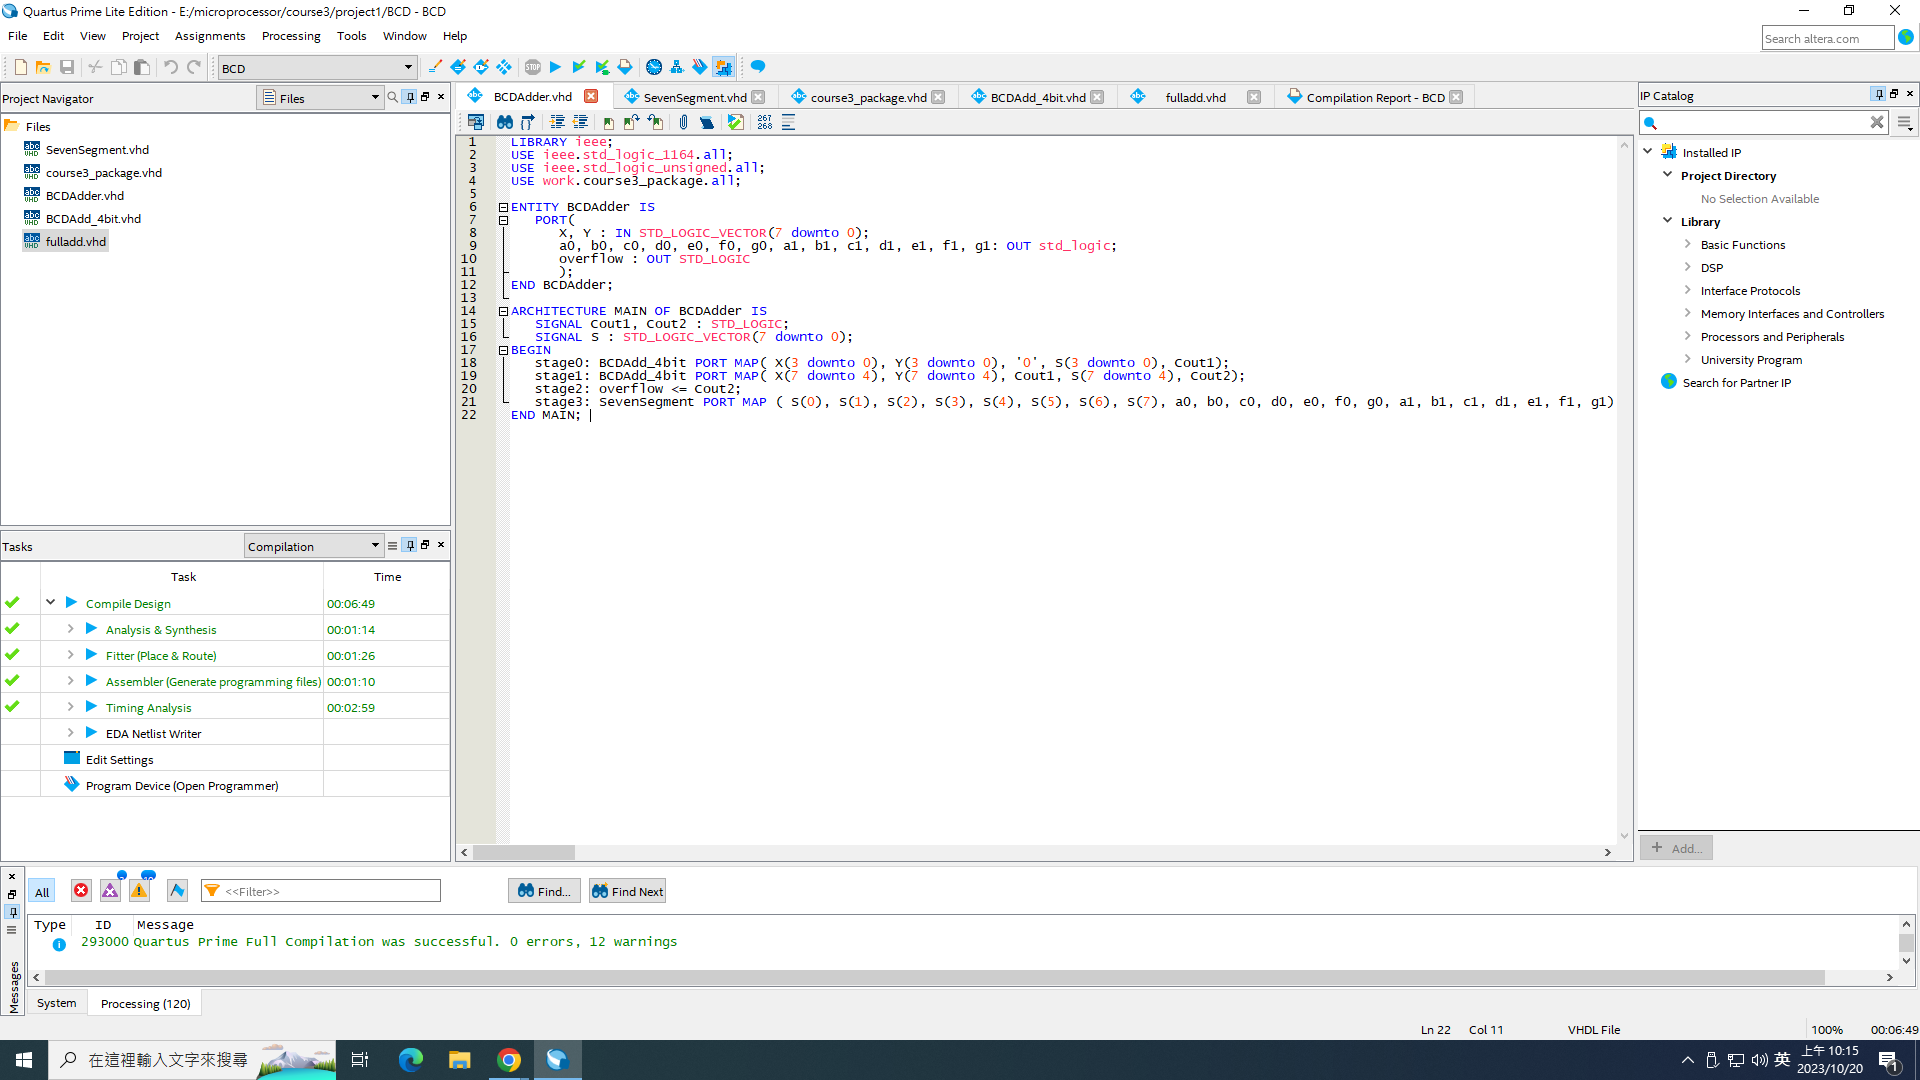 Quartus Prime Lite Edition - E:/microprocessor/course3/project1/BCD - BCD
File Edit View Project Assignments Processing Tools Window Help
Search altera.com
BCD
Project Navigator
Files
Files
SevenSegment.vhd
course3_package.vhd
BCDAdder.vhd
BCDAdd_4bit.vhd
fulladd.vhd
Tasks
Compilation
Task Time
Compile Design 00:06:49
Analysis & Synthesis 00:01:14
Fitter (Place & Route) 00:01:26
Assembler (Generate programming files) 00:01:10
Timing Analysis 00:02:59
EDA Netlist Writer
Edit Settings
Program Device (Open Programmer)
BCDAdder.vhd SevenSegment.vhd course3_package.vhd BCDAdd_4bit.vhd fulladd.vhd Compilation Report - BCD
267
268
1 LIBRARY ieee;
2 USE ieee.std_logic_1164.all;
3 USE ieee.std_logic_unsigned.all;
4 USE work.course3_package.all;
5
6 ENTITY BCDAdder IS
7 PORT(
8 X, Y : IN STD_LOGIC_VECTOR(7 downto 0);
9 a0, b0, c0, d0, e0, f0, g0, a1, b1, c1, d1, e1, f1, g1: OUT std_logic;
10 overflow : OUT STD_LOGIC
11 );
12 END BCDAdder;
13
14 ARCHITECTURE MAIN OF BCDAdder IS
15 SIGNAL Cout1, Cout2 : STD_LOGIC;
16 SIGNAL S : STD_LOGIC_VECTOR(7 downto 0);
17 BEGIN
18 stage0: BCDAdd_4bit PORT MAP( X(3 downto 0), Y(3 downto 0), '0', S(3 downto 0), Cout1);
19 stage1: BCDAdd_4bit PORT MAP( X(7 downto 4), Y(7 downto 4), Cout1, S(7 downto 4), Cout2);
20 stage2: overflow <= Cout2;
21 stage3: SevenSegment PORT MAP ( S(0), S(1), S(2), S(3), S(4), S(5), S(6), S(7), a0, b0, c0, d0, e0, f0, g0, a1, b1, c1, d1, e1, f1, g1)
22 END MAIN;
IP Catalog
Installed IP
Project Directory
No Selection Available
Library
Basic Functions
DSP
Interface Protocols
Memory Interfaces and Controllers
Processors and Peripherals
University Program
Search for Partner IP
+ Add...
All
<<Filter>>
Find...
Find Next
Type ID Message
293000 Quartus Prime Full Compilation was successful. 0 errors, 12 warnings
Messages
System Processing (120)
Ln 22 Col 11 VHDL File 100% 00:06:49
在這裡輸入文字來搜尋
英
上午 10:15
2023/10/20
1